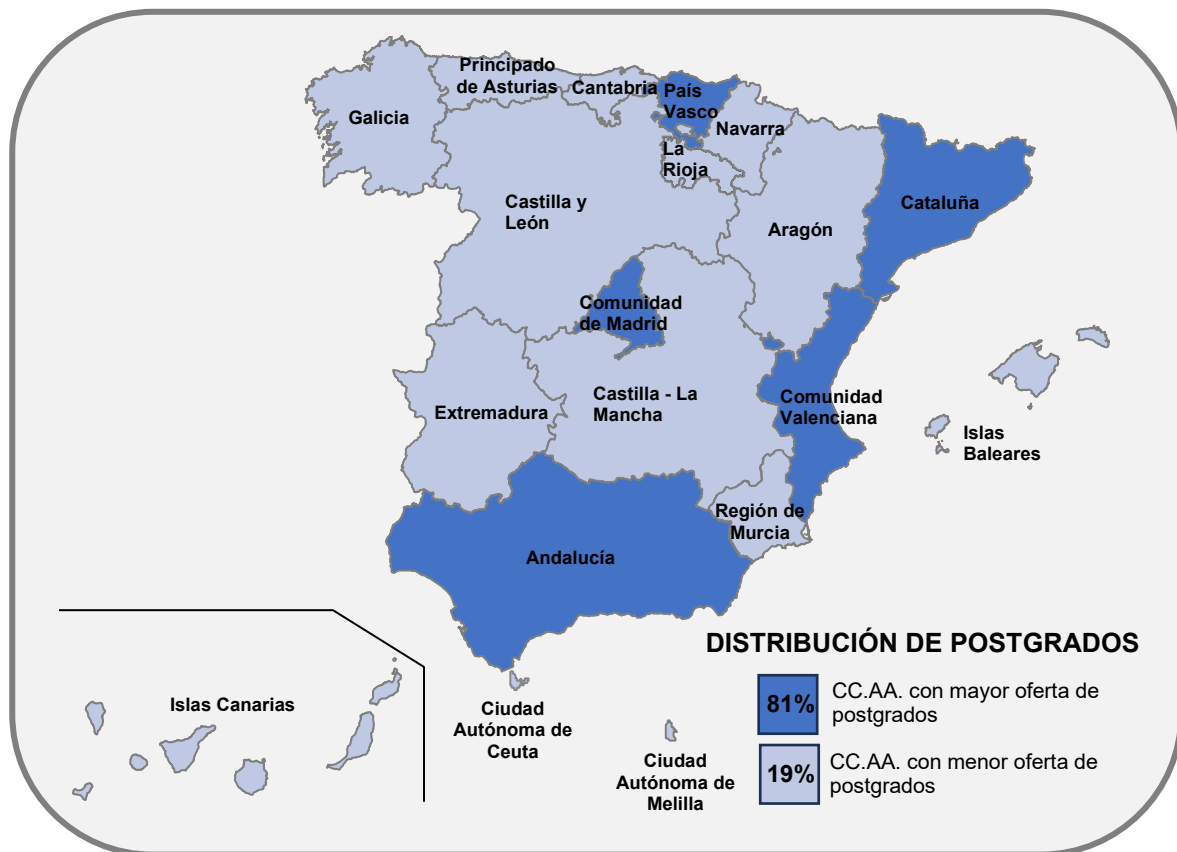 Principado
de Asturias
Cantabria
País
Vasco
Galicia
Navarra
La
Rioja
Castilla y
León
Cataluña
Aragón
Comunidad
de Madrid
Castilla - La
Mancha
Extremadura
Comunidad
Valenciana
Islas
Baleares
Región de
Murcia
Andalucía
DISTRIBUCIÓN DE POSTGRADOS
81%
CC.AA. con mayor oferta de
postgrados
19%
CC.AA. con menor oferta de
postgrados
Islas Canarias
Ciudad
Autónoma de
Ceuta
Ciudad
Autónoma de
Melilla